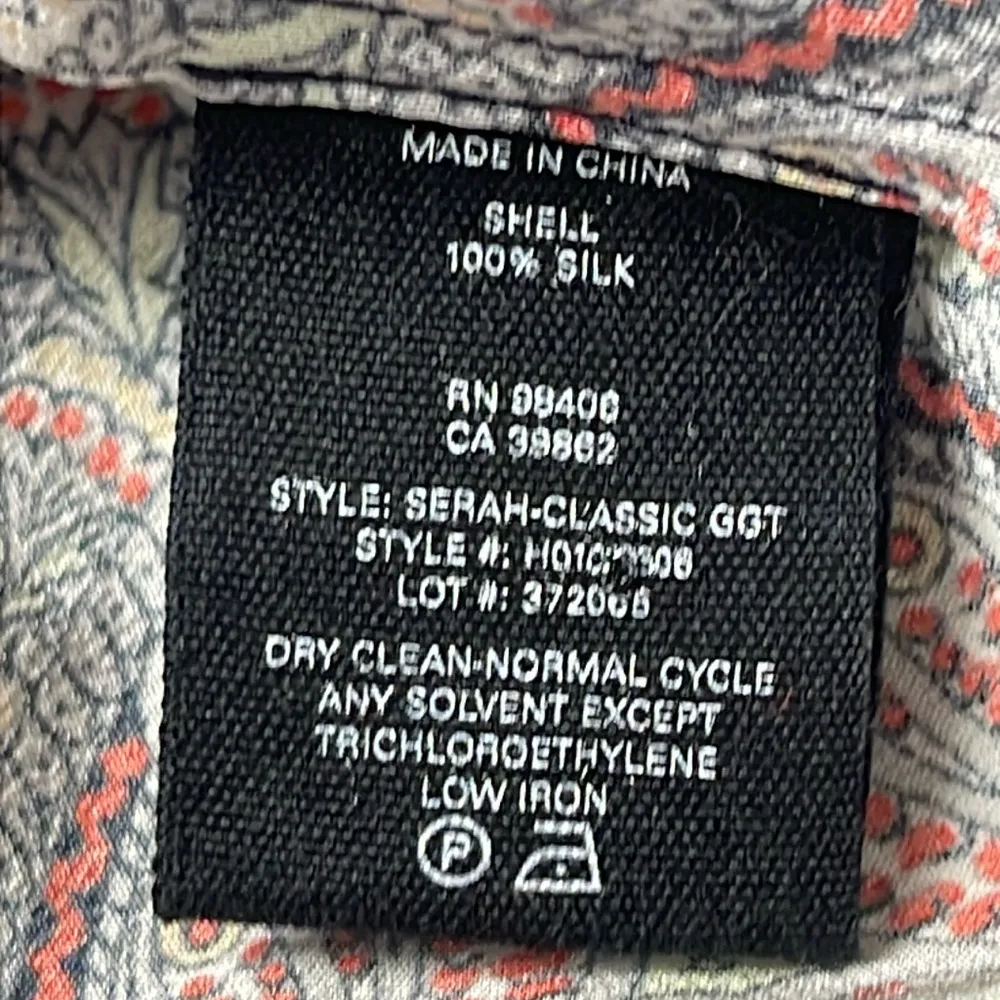 MADE IN CHINA
SHELL
100% SILK
RN 98406
CA 39862
STYLE: SERAH-CLASSIC GGT
STYLE #:
LOT #:
DRY CLEAN-NORMAL CYCLE
ANY SOLVENT EXCEPT
TRICHLOROETHYLENE
LOW IRON
P